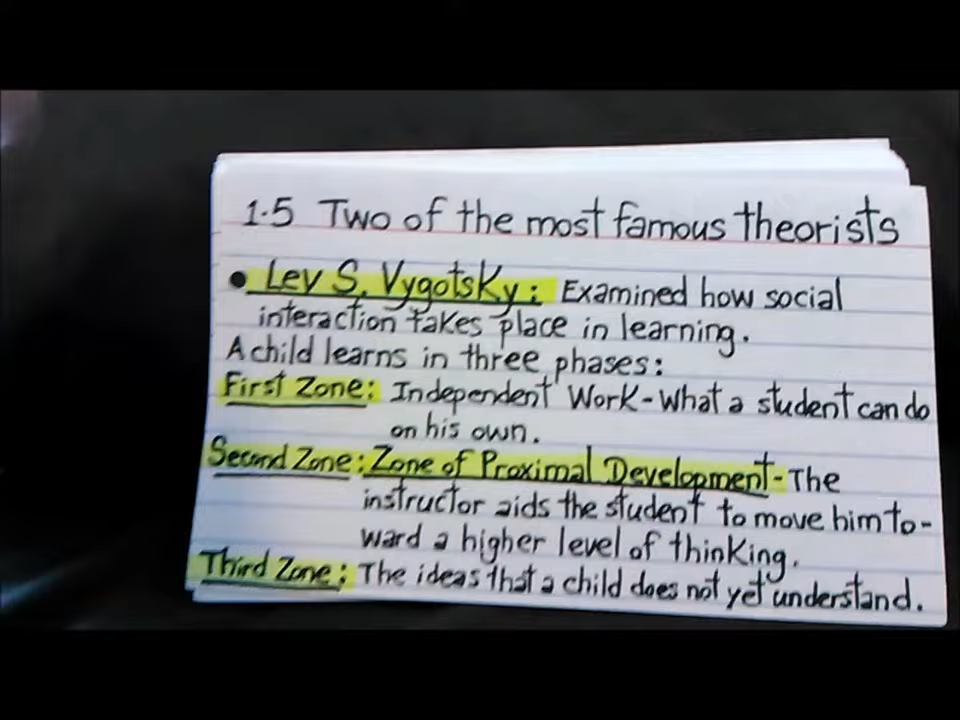 1.5 Two of the most famous theorists
• Lev S. Vygotsky: Examined how social
interaction takes place in learning.
A child learns in three phases:
First Zone: Independent Work - What a student can do
on his own.
Second Zone: Zone of Proximal Development - The
instructor aids the student to move him to-
ward a higher level of thinking.
Third Zone: The ideas that a child does not yet understand.